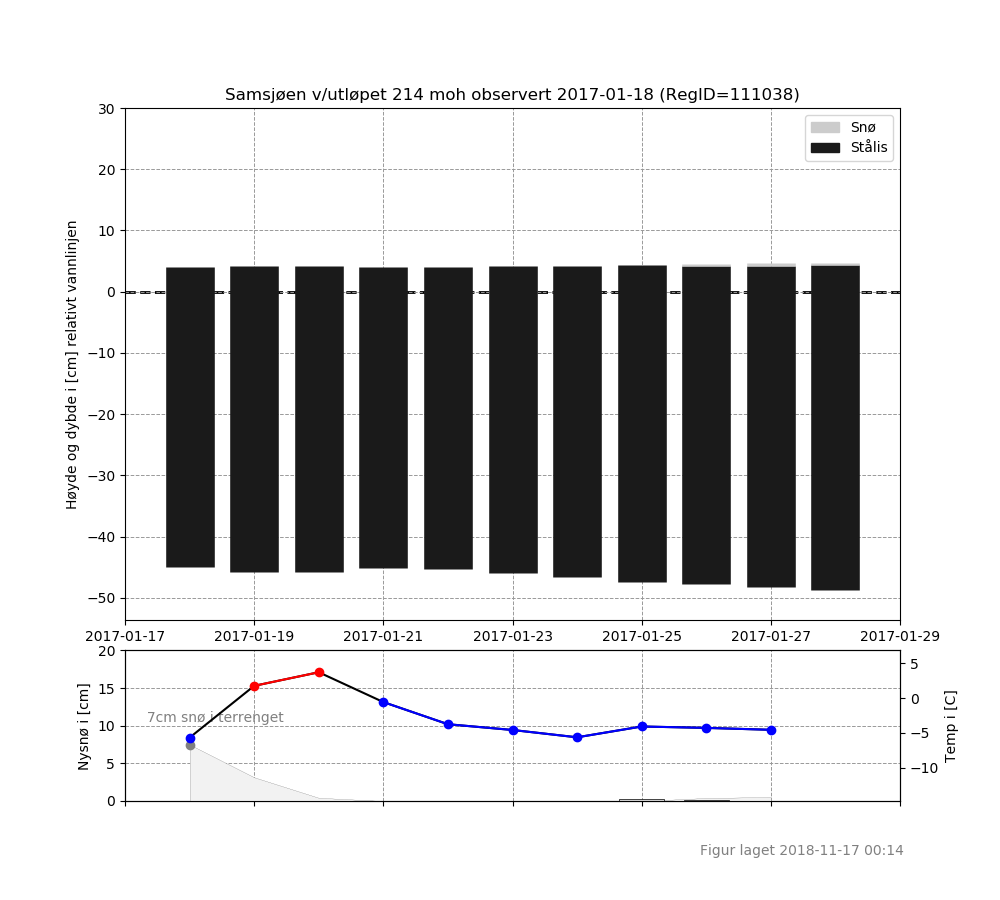 Samsjøen v/utløpet 214 moh observert 2017-01-18 (RegID=111038)
Snø
Stålis
Høyde og dybde i [cm] relativt vannlinjen
30
20
10
0
−10
−20
−30
−40
−50
2017-01-17 2017-01-19 2017-01-21 2017-01-23 2017-01-25 2017-01-27 2017-01-29
Nysnø i [cm]
20
15
10
5
0
7cm snø i terrenget
5
0
−5
−10
Temp i [C]
Figur laget 2018-11-17 00:14